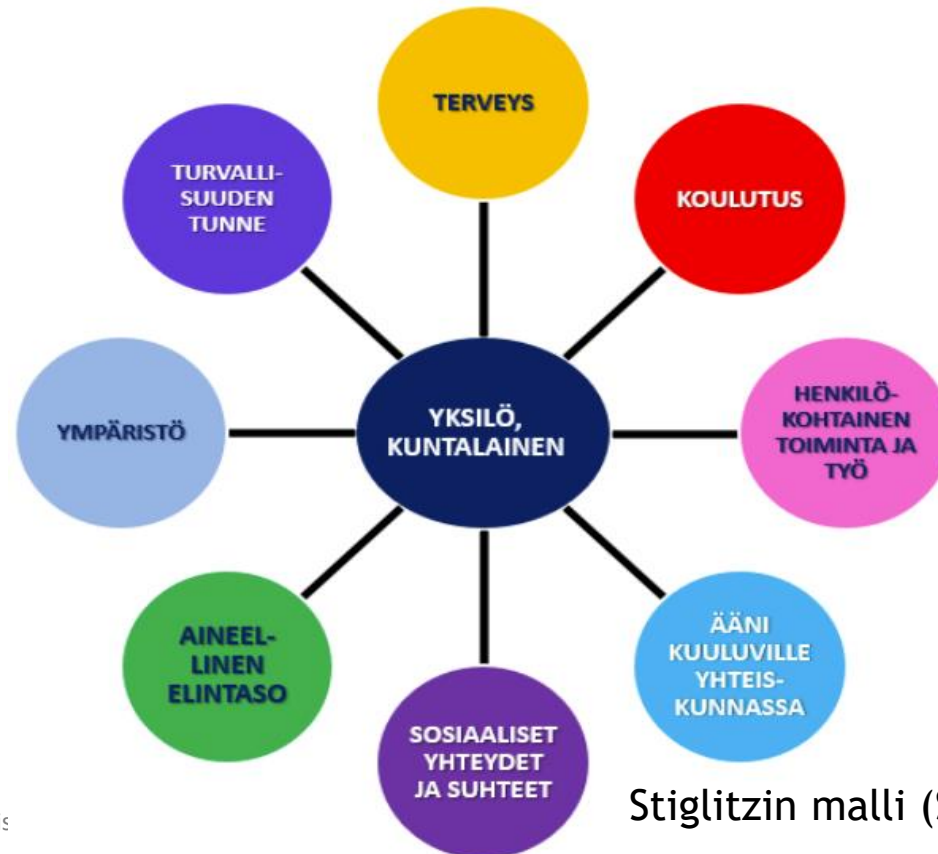 TERVEYS
KOULUTUS
HENKILÖ-
KOHTAINEN
TOIMINTA JA
TYÖ
ÄÄNI
KUULUVILLE
YHTEIS-
KUNNASSA
SOSIAALISET
YHTEYDET
JA SUHTEET
AINEEL-
LINEN
ELINTASO
YMPÄRISTÖ
TURVALLI-
SUUDEN
TUNNE
YKSILÖ,
KUNTALAINEN
Stiglitzin malli (